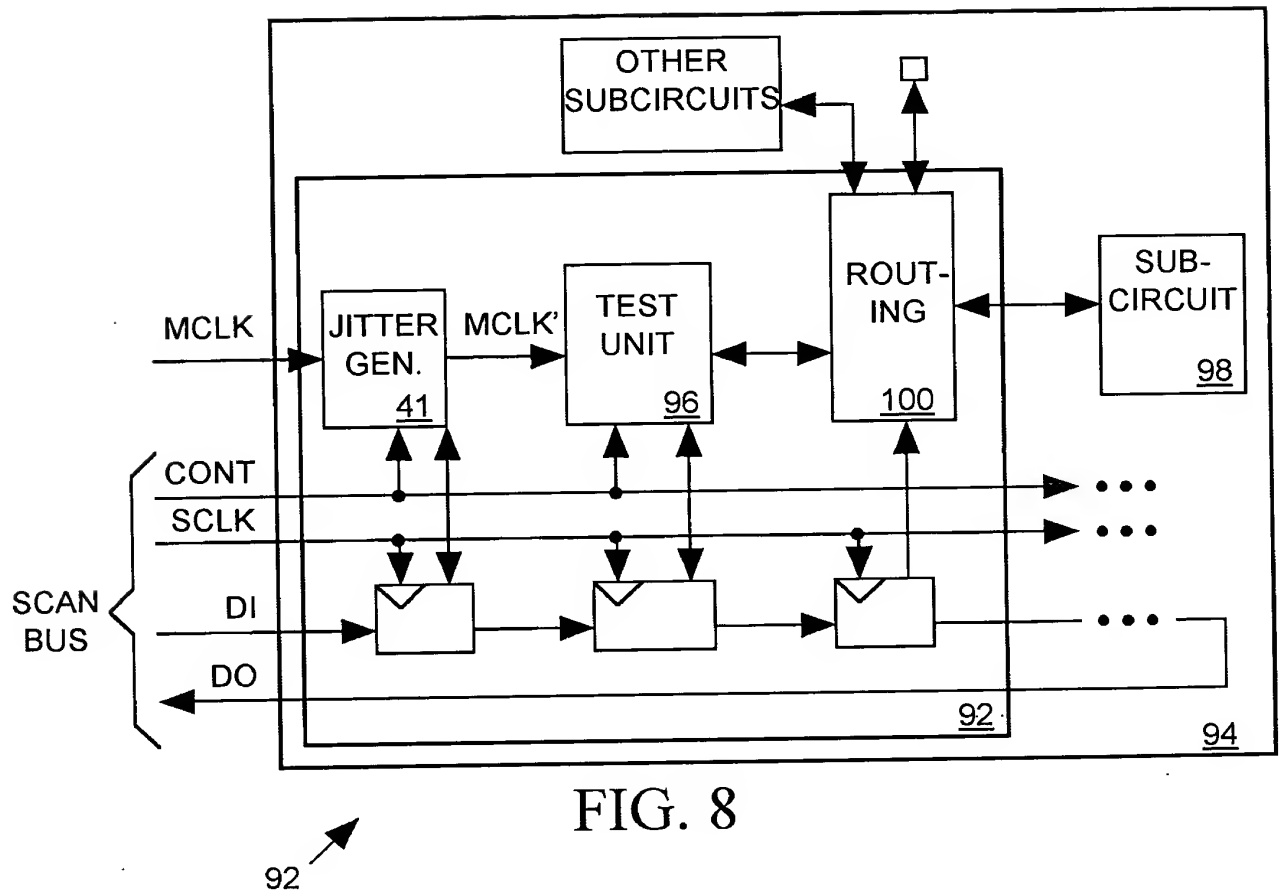 OTHER
SUBCIRCUITS
ROUT-
ING
100
SUB-
CIRCUIT
98
TEST
UNIT
96
JITTER
GEN.
41
MCLK
MCLK'
CONT
SCLK
SCAN
BUS
DI
DO
92
94
FIG. 8
92